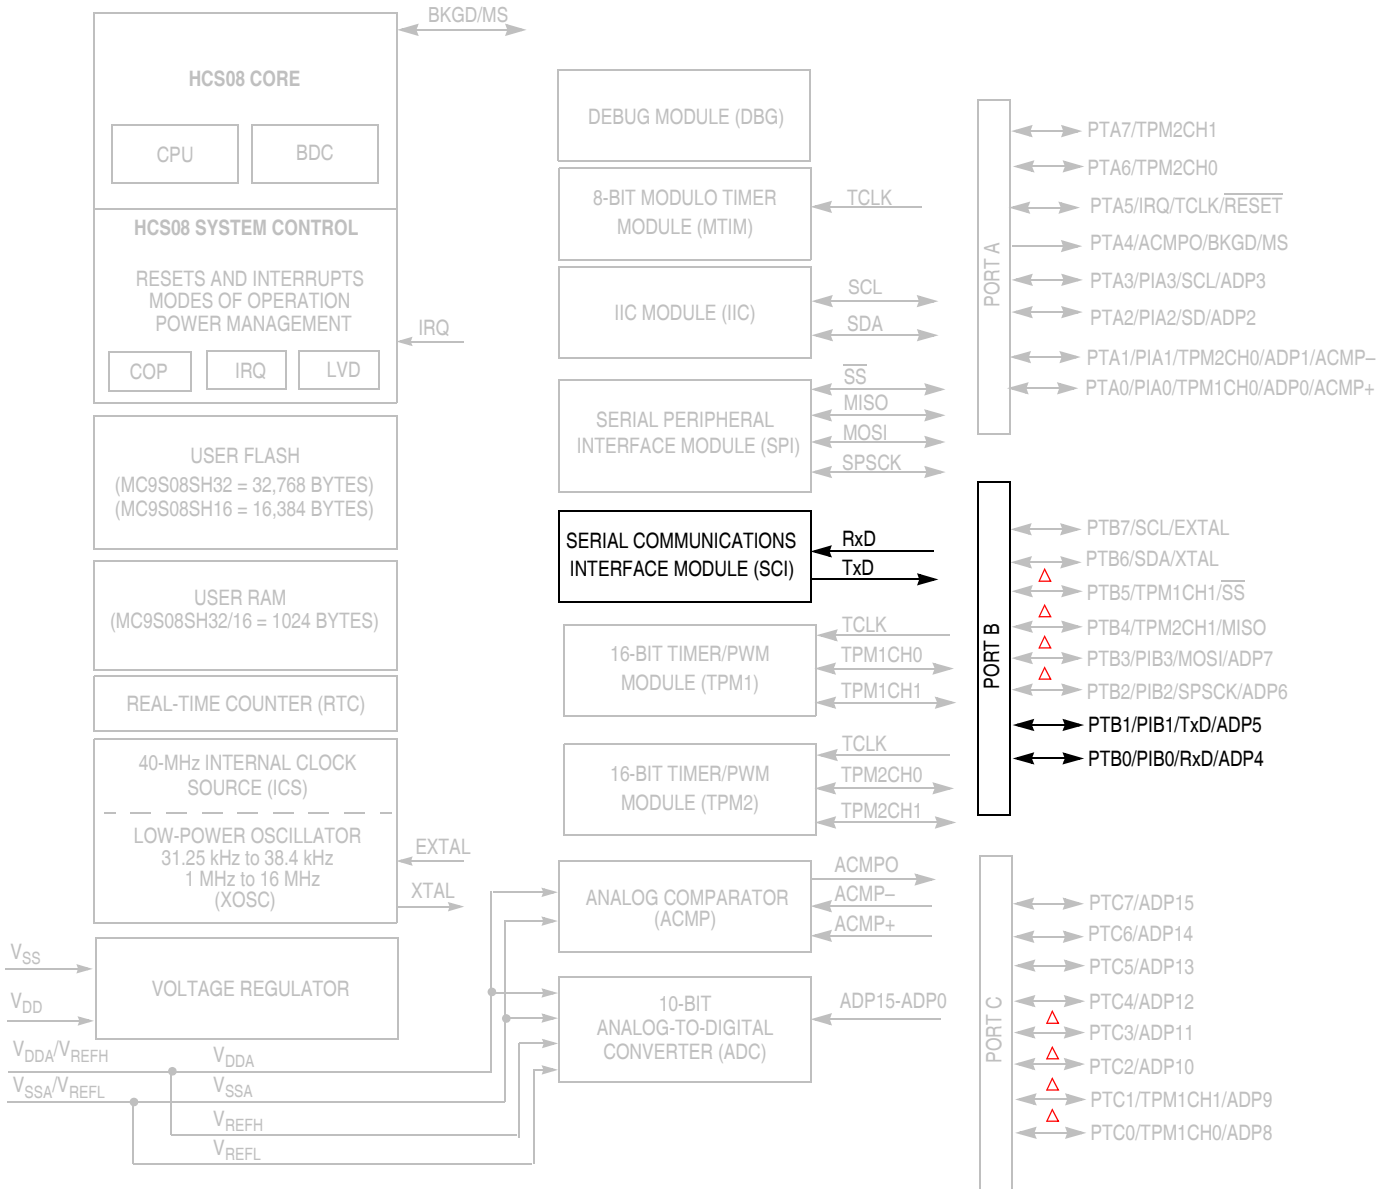 BKGD/MS
HCS08 CORE
CPU
BDC
HCS08 SYSTEM CONTROL
RESETS AND INTERRUPTS
MODES OF OPERATION
POWER MANAGEMENT
IRQ
COP
IRQ
LVD
USER FLASH
(MC9S08SH32 = 32,768 BYTES)
(MC9S08SH16 = 16,384 BYTES)
USER RAM
(MC9S08SH32/16 = 1024 BYTES)
REAL-TIME COUNTER (RTC)
40-MHz INTERNAL CLOCK
SOURCE (ICS)
LOW-POWER OSCILLATOR
31.25 kHz to 38.4 kHz
1 MHz to 16 MHz
(XOSC)
EXTAL
XTAL
VSS
VDD
VOLTAGE REGULATOR
VDDA/VREFH
VSSA/VREFL
VDDA
VSSA
VREFH
VREFL
DEBUG MODULE (DBG)
8-BIT MODULO TIMER
MODULE (MTIM)
TCLK
IIC MODULE (IIC)
SCL
SDA
SERIAL PERIPHERAL
INTERFACE MODULE (SPI)
SS
MISO
MOSI
SPSCK
SERIAL COMMUNICATIONS
INTERFACE MODULE (SCI)
RxD
TxD
16-BIT TIMER/PWM
MODULE (TPM1)
TCLK
TPM1CH0
TPM1CH1
16-BIT TIMER/PWM
MODULE (TPM2)
TCLK
TPM2CH0
TPM2CH1
ANALOG COMPARATOR
(ACMP)
ACMPO
ACMP–
ACMP+
10-BIT
ANALOG-TO-DIGITAL
CONVERTER (ADC)
ADP15-ADP0
PORT A
PTA7/TPM2CH1
PTA6/TPM2CH0
PTA5/IRQ/TCLK/RESET
PTA4/ACMPO/BKGD/MS
PTA3/PIA3/SCL/ADP3
PTA2/PIA2/SD/ADP2
PTA1/PIA1/TPM2CH0/ADP1/ACMP–
PTA0/PIA0/TPM1CH0/ADP0/ACMP+
PORT B
PTB7/SCL/EXTAL
PTB6/SDA/XTAL
PTB5/TPM1CH1/SS
PTB4/TPM2CH1/MISO
PTB3/PIB3/MOSI/ADP7
PTB2/PIB2/SPSCK/ADP6
PTB1/PIB1/TxD/ADP5
PTB0/PIB0/RxD/ADP4
PORT C
PTC7/ADP15
PTC6/ADP14
PTC5/ADP13
PTC4/ADP12
PTC3/ADP11
PTC2/ADP10
PTC1/TPM1CH1/ADP9
PTC0/TPM1CH0/ADP8